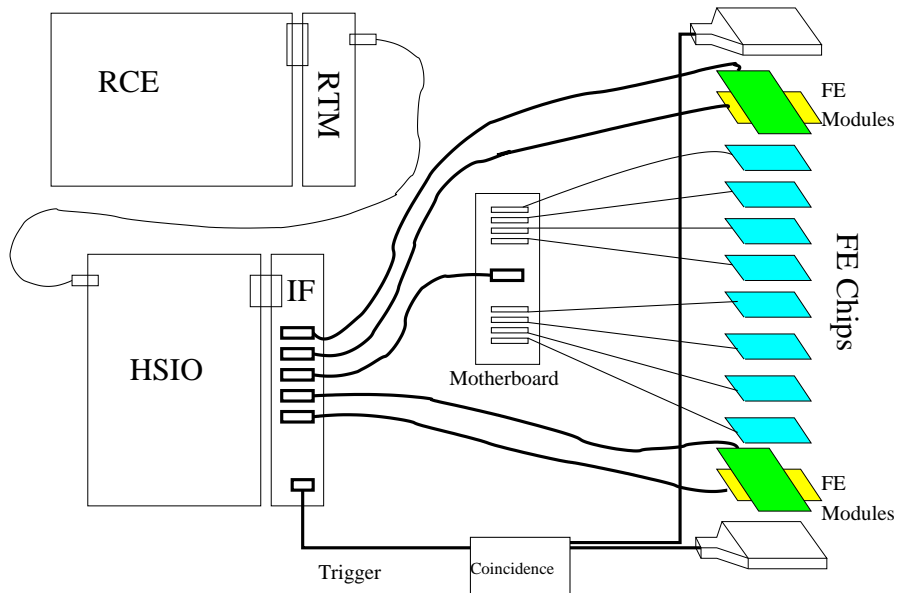 RCE
RTM
FE
Modules
IF
FE Chips
HSIO
Motherboard
FE
Modules
Trigger
Coincidence